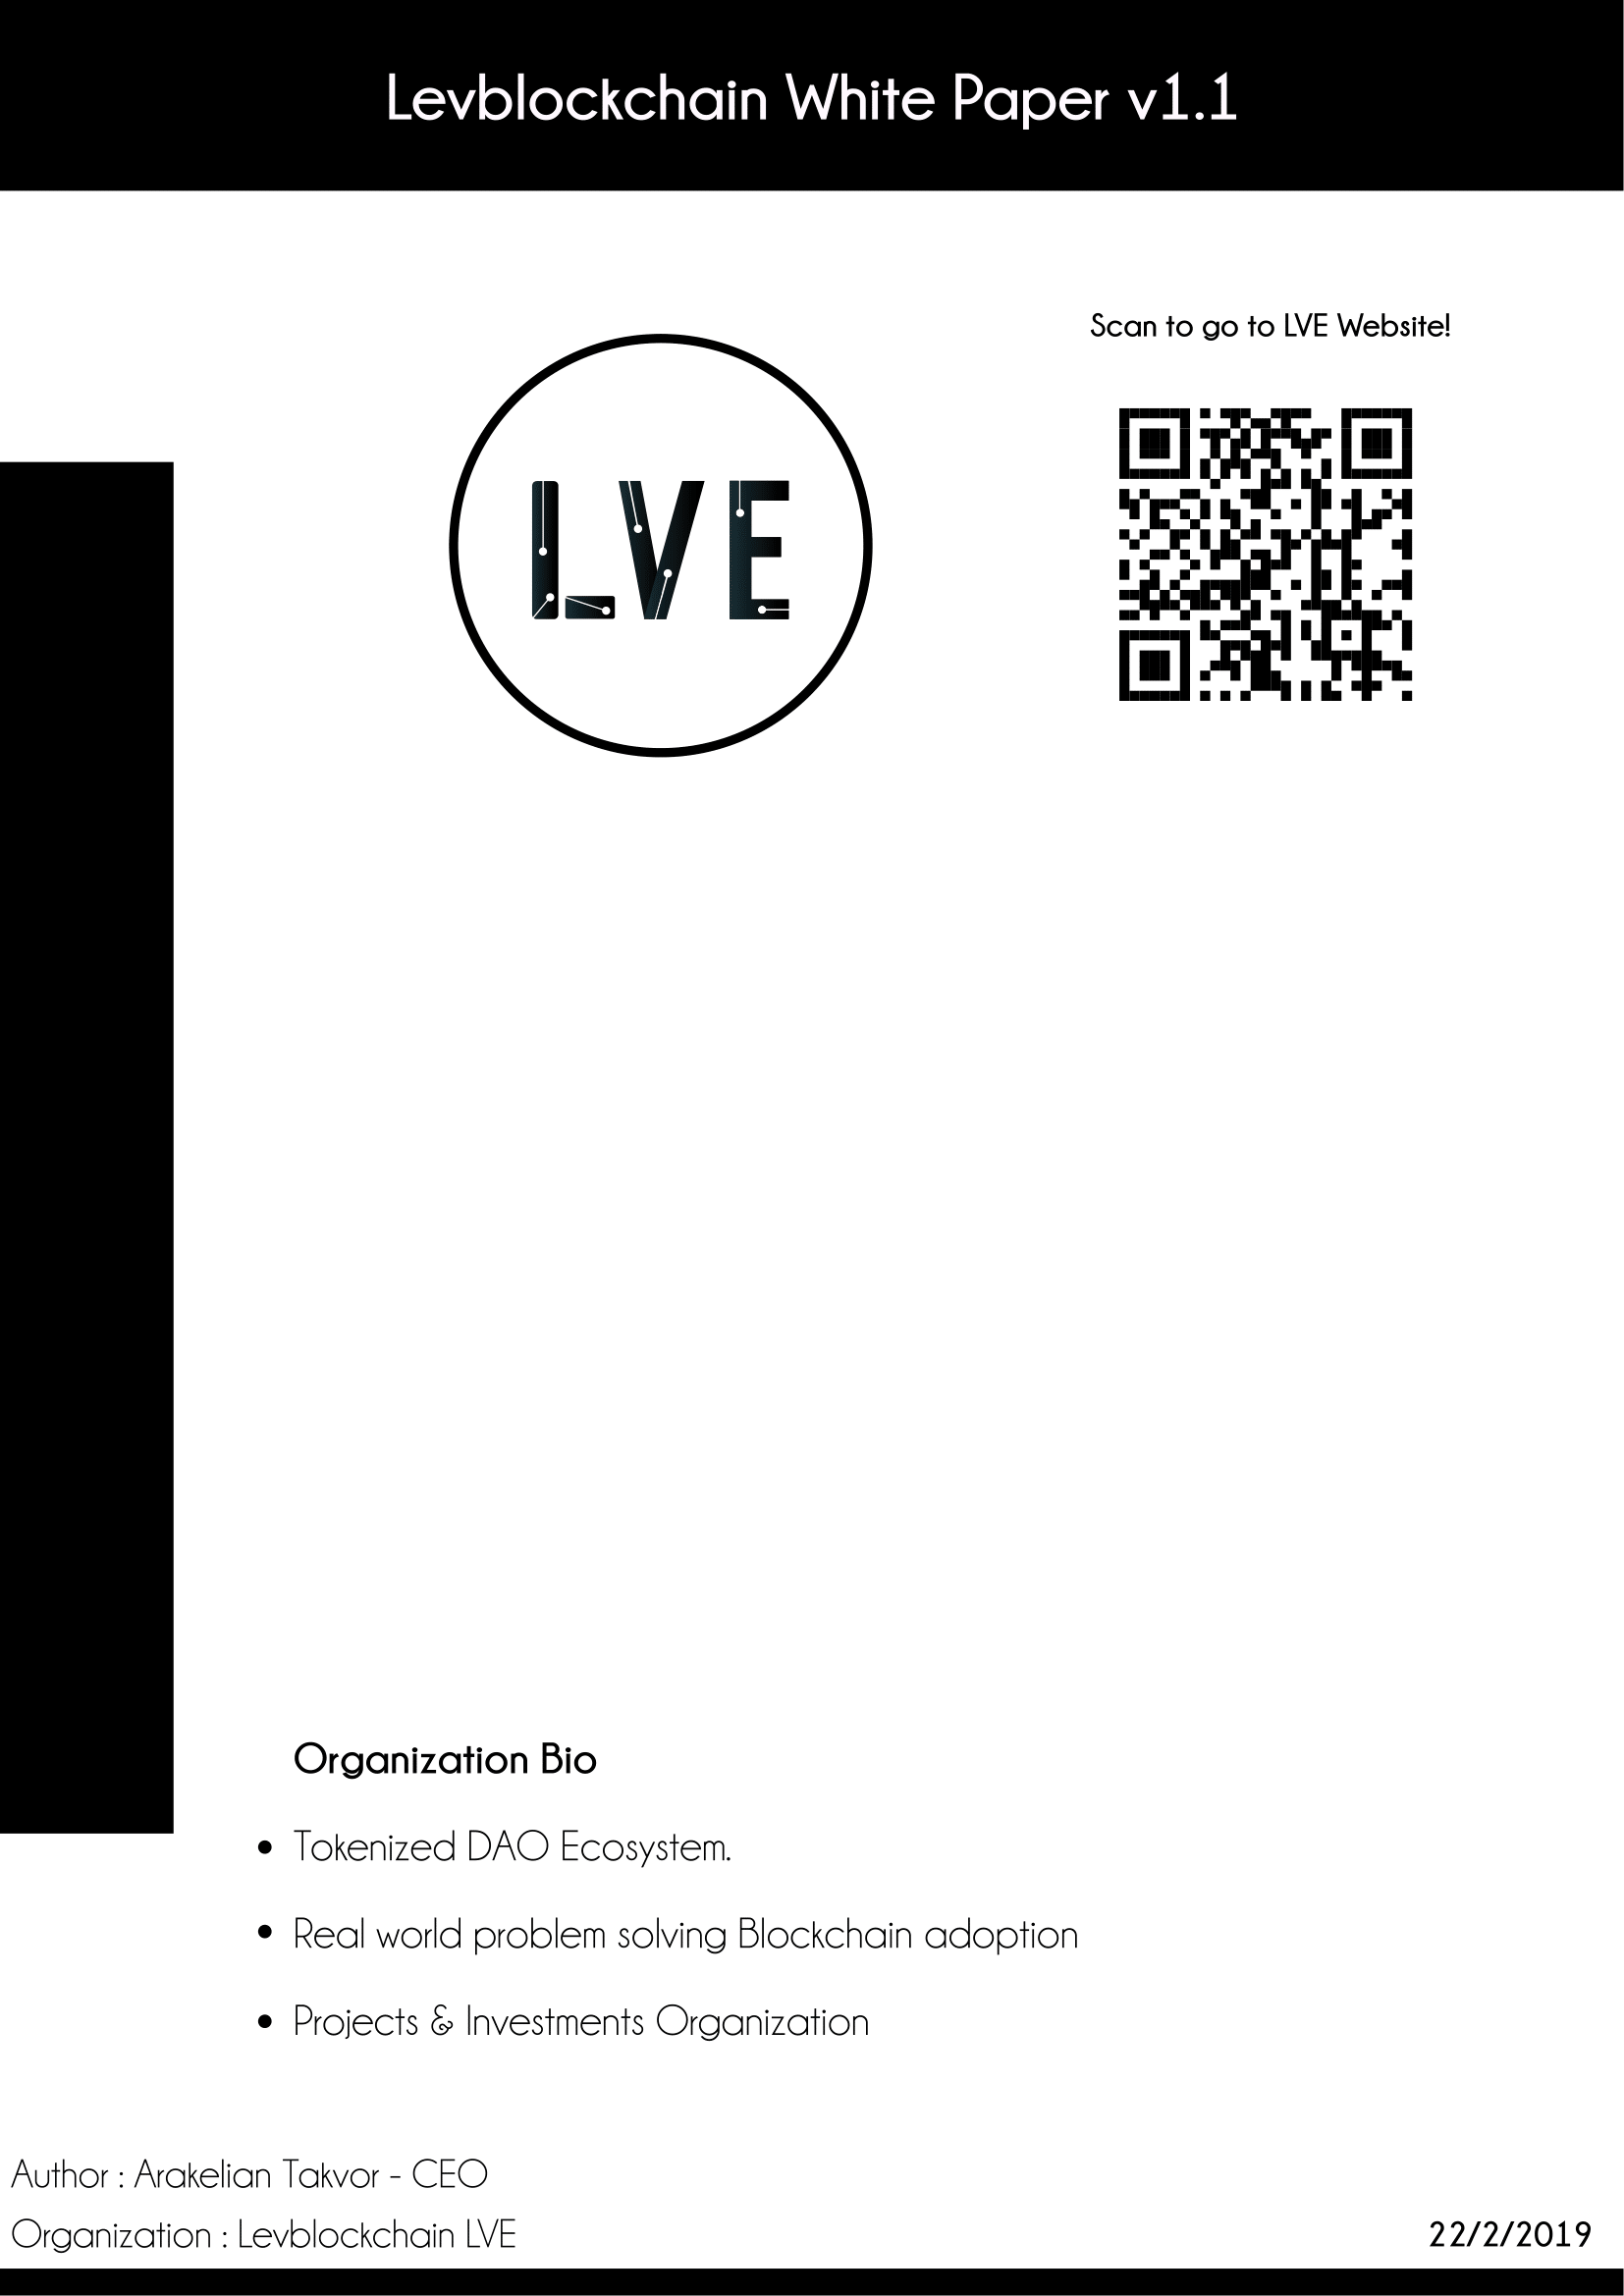 Levblockchain White Paper v1.1
Scan to go to LVE Website!
LVE
Organization Bio
• Tokenized DAO Ecosystem.
• Real world problem solving Blockchain adoption
• Projects & Investments Organization
Author : Arakelian Takvor - CEO
Organization : Levblockchain LVE
22/2/2019